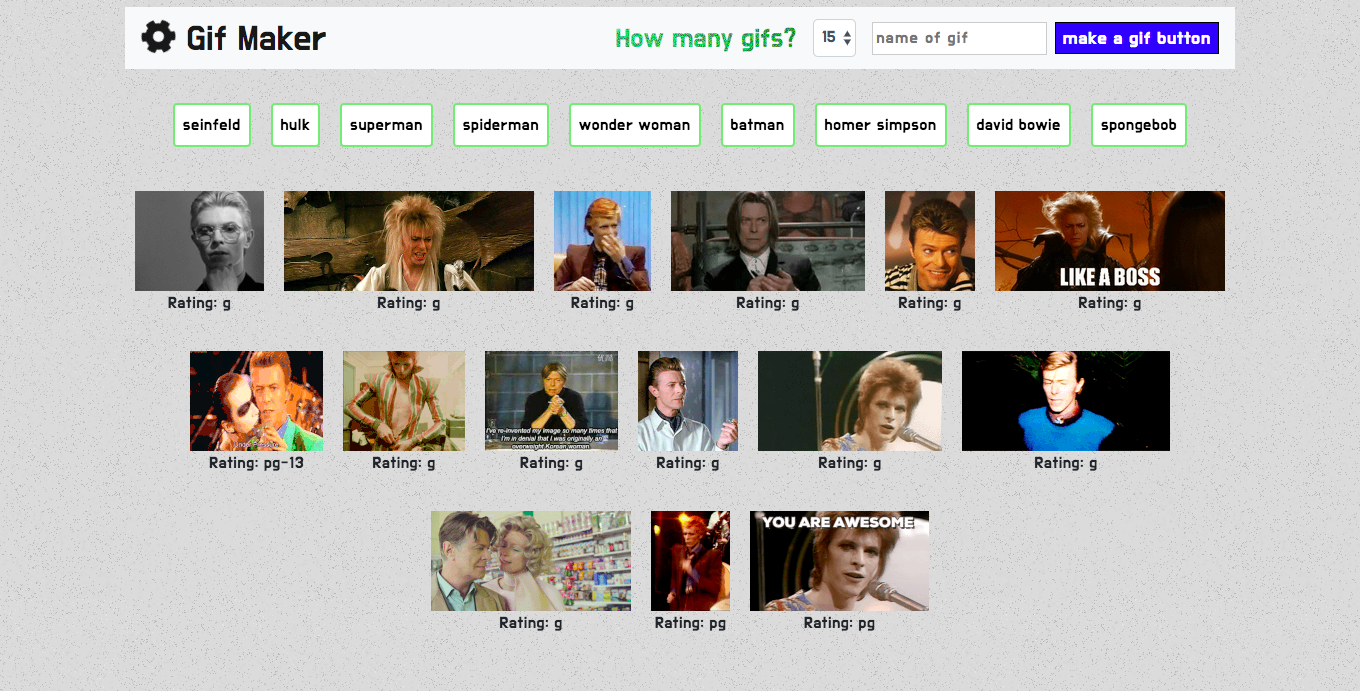 Gif Maker
How many gifs?
15
name of gif
make a gif button
seinfeld
hulk
superman
spiderman
wonder woman
batman
homer simpson
david bowie
spongebob
LIKE A BOSS
Rating: g
Rating: g
Rating: g
Rating: g
Rating: g
Rating: g
I've re-invented my image so many times that
I'm in denial that I was originally an
overweight Korean woman.
Rating: pg-13
Rating: g
Rating: g
Rating: g
Rating: g
Rating: g
YOU ARE AWESOME
Rating: g
Rating: pg
Rating: pg